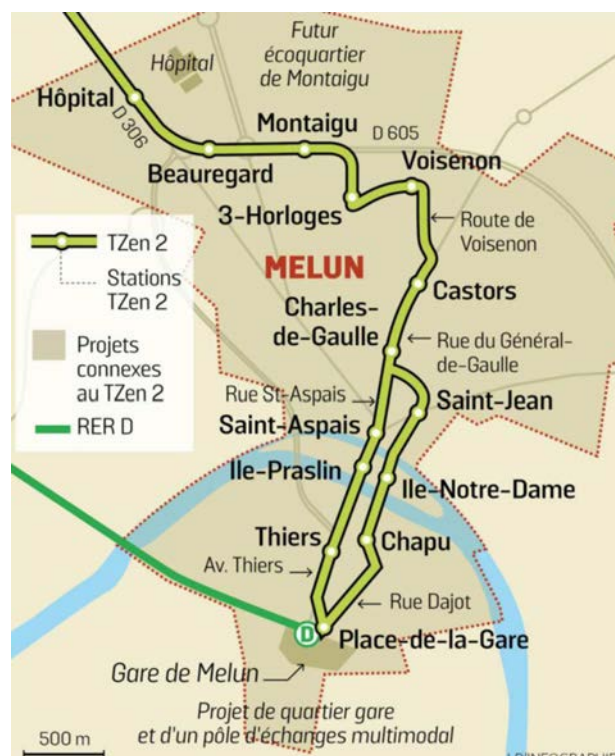 Futur
écoquartier
de Montaigu
Hôpital
Hôpital
D 306
Montaigu
D 605
Beauregard
Voisenon
3-Horloges
Route de
Voisenon
TZen 2
Stations
TZen 2
Projets
connexes
au TZen 2
RER D
MELUN
Castors
Charles-
de-Gaulle
Rue du Général-
de-Gaulle
Rue St-Aspais
Saint-Jean
Saint-Aspais
Ile-Praslin
Ile-Notre-Dame
Thiers
Chapu
Av. Thiers
Rue Dajot
D
Place-de-la-Gare
Gare de Melun
Projet de quartier gare
et d'un pôle d'échanges multimodal
500 m